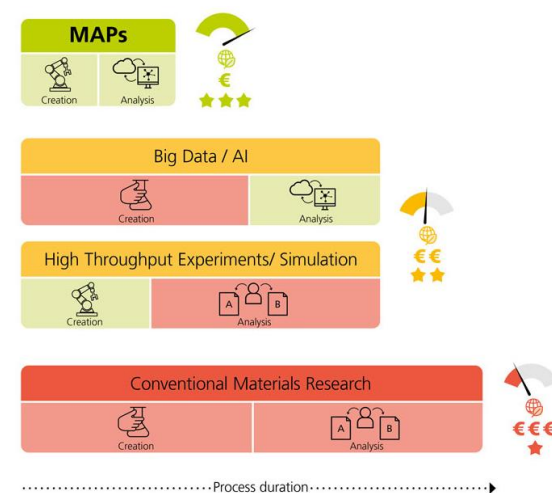 MAPs
Creation Analysis
€
Big Data / AI
Creation Analysis
€€
High Throughput Experiments/ Simulation
A B
Creation Analysis
Conventional Materials Research
€€€
A B
Creation Analysis
Process duration